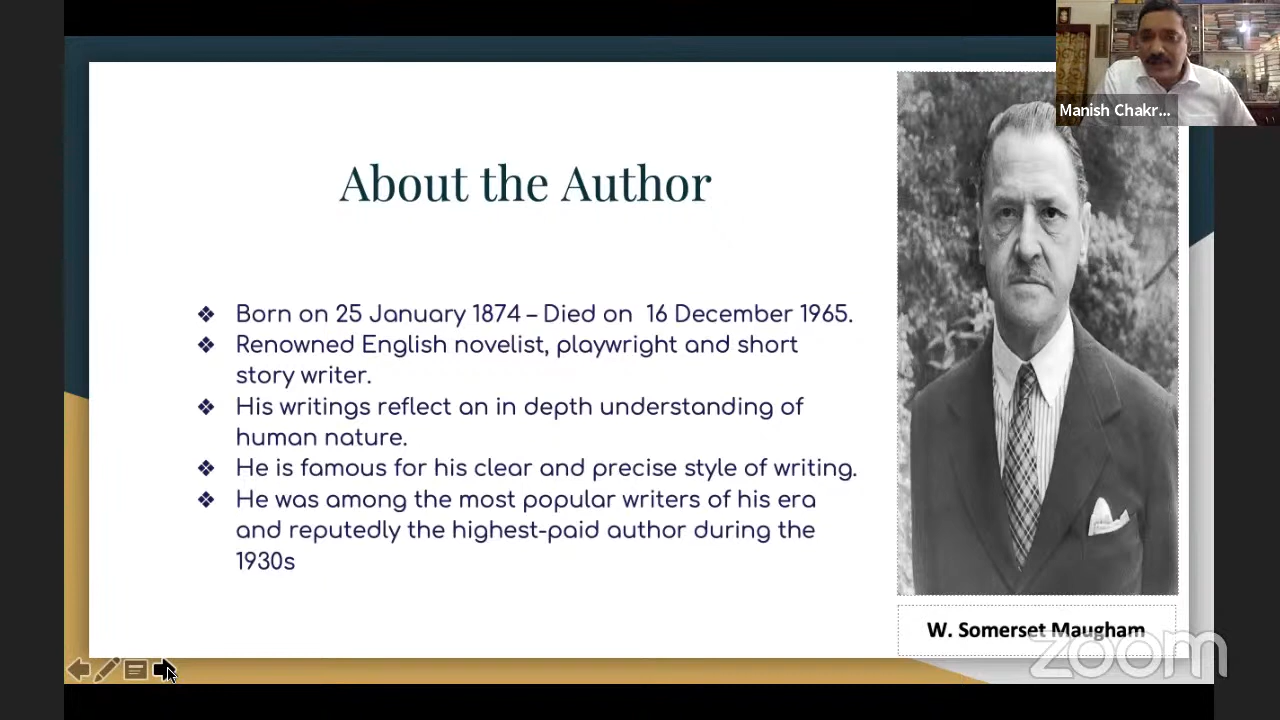 Manish Chakr...
About the Author
❖ Born on 25 January 1874 – Died on 16 December 1965.
❖ Renowned English novelist, playwright and short
story writer.
❖ His writings reflect an in depth understanding of
human nature.
❖ He is famous for his clear and precise style of writing.
❖ He was among the most popular writers of his era
and reputedly the highest-paid author during the
1930s
W. Somerset Maugham
zoom